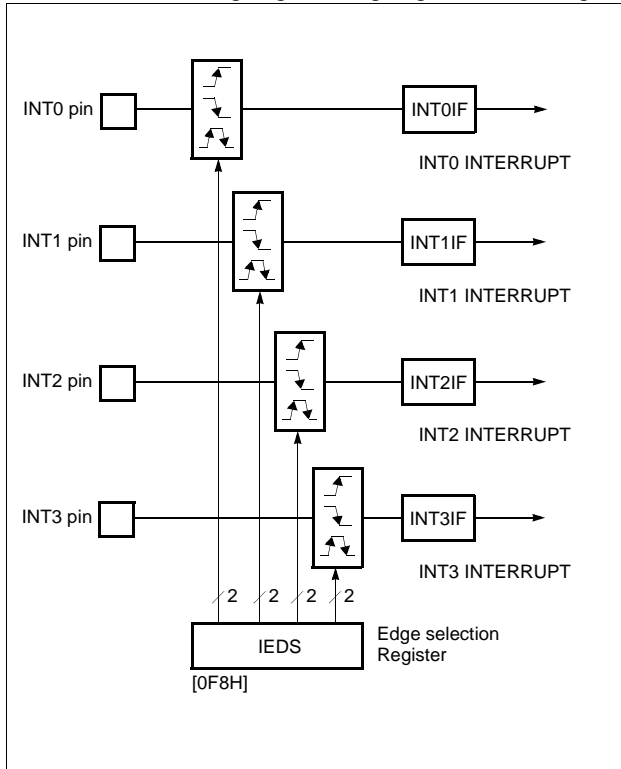 INT0 pin
INT0IF
INT0 INTERRUPT
INT1 pin
INT1IF
INT1 INTERRUPT
INT2 pin
INT2IF
INT2 INTERRUPT
INT3 pin
INT3IF
INT3 INTERRUPT
2 2 2 2
IEDS
Edge selection
Register
[0F8H]